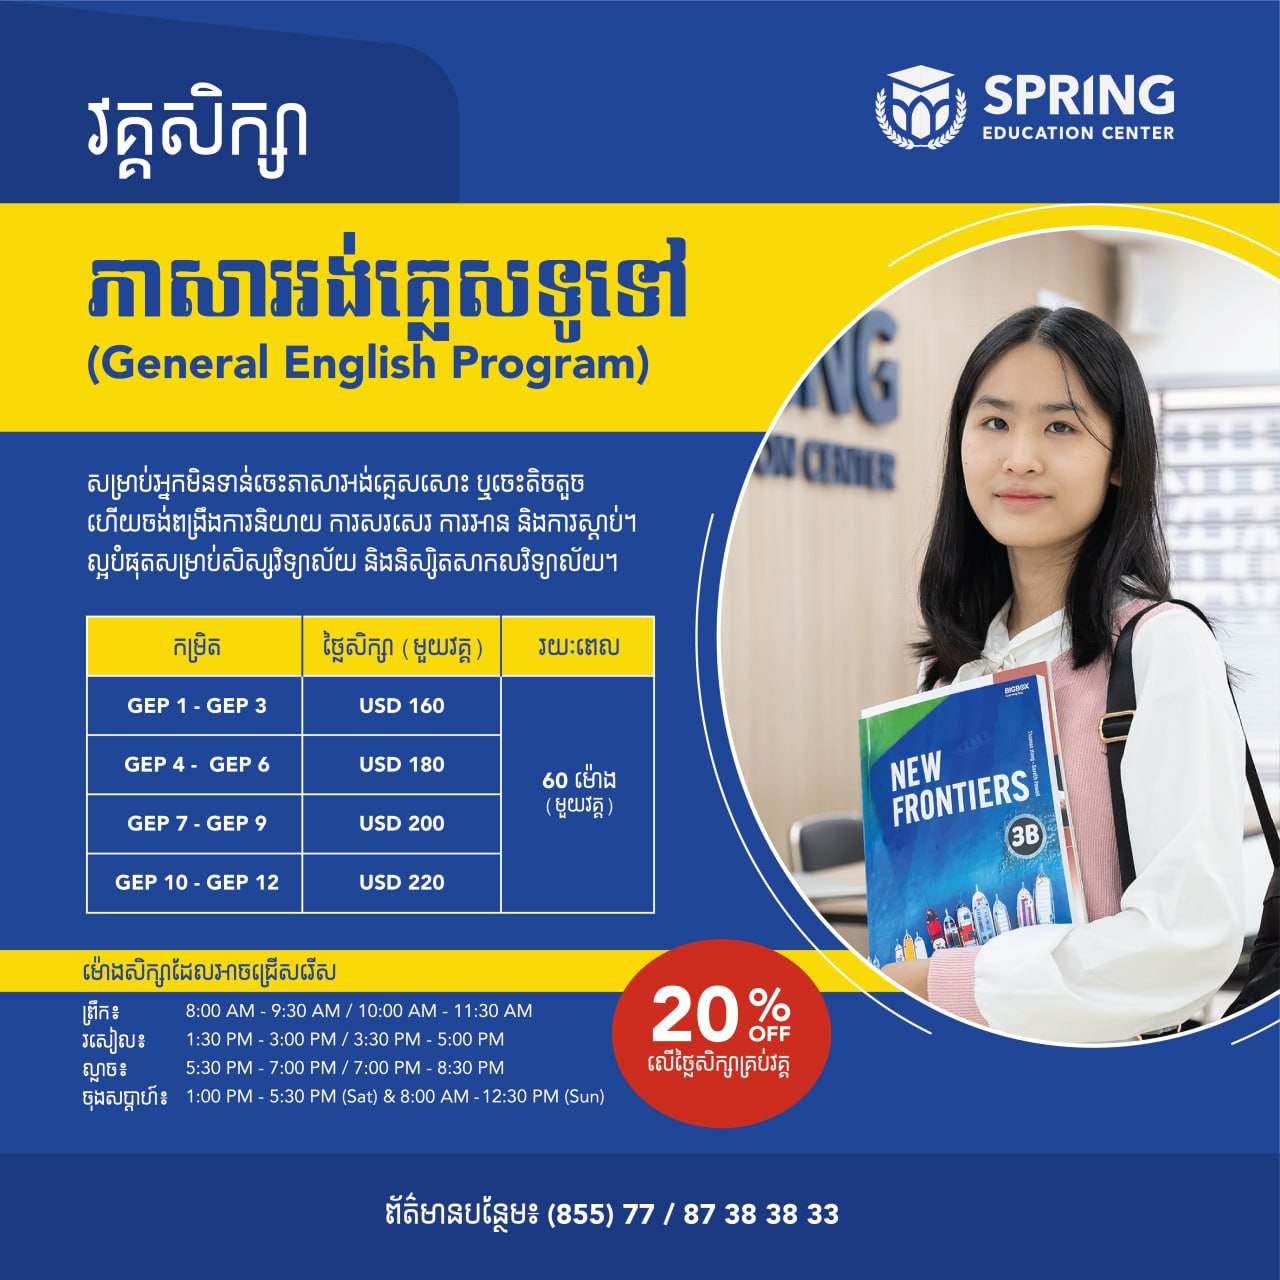 វគ្គសិក្សា
SPRING
EDUCATION CENTER
ភាសាអង់គ្លេសទូទៅ
(General English Program)
សម្រាប់អ្នកមិនទាន់ចេះភាសាអង់គ្លេសសោះ ឬចេះតិចតួច
ហើយចង់ពង្រឹងការនិយាយ ការសរសេរ ការអាន និងការស្តាប់។
ល្អបំផុតសម្រាប់សិស្សវិទ្យាល័យ និងនិស្សិតសាកលវិទ្យាល័យ។
កម្រិត ថ្លៃសិក្សា (មួយវគ្គ) រយៈពេល
GEP 1 - GEP 3 USD 160
GEP 4 - GEP 6 USD 180
GEP 7 - GEP 9 USD 200
GEP 10 - GEP 12 USD 220
60 ម៉ោង
(មួយវគ្គ)
NG
ON CENTER
BIGBOX
NEW
FRONTIERS
3B
ម៉ោងសិក្សាដែលអាចជ្រើសរើស
ព្រឹក៖ 8:00 AM - 9:30 AM / 10:00 AM - 11:30 AM
រសៀល៖ 1:30 PM - 3:00 PM / 3:30 PM - 5:00 PM
ល្ងាច៖ 5:30 PM - 7:00 PM / 7:00 PM - 8:30 PM
ចុងសប្តាហ៍៖ 1:00 PM - 5:30 PM (Sat) & 8:00 AM - 12:30 PM (Sun)
20% OFF
លើថ្លៃសិក្សាគ្រប់វគ្គ
ព័ត៌មានបន្ថែម៖ (855) 77 / 87 38 38 33